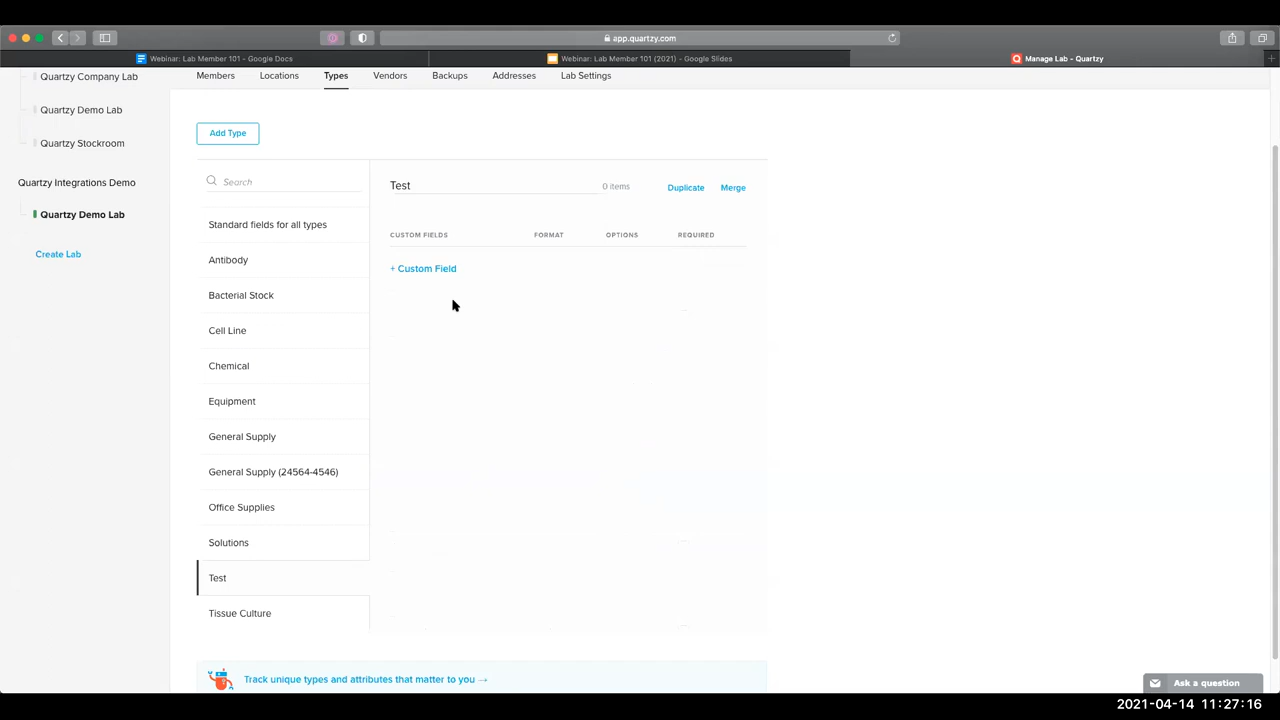 app.quartzy.com
Webinar: Lab Member 101 - Google Docs
Webinar: Lab Member 101 (2021) - Google Slides
Manage Lab - Quartzy
Quartzy Company Lab
Quartzy Demo Lab
Quartzy Stockroom
Quartzy Integrations Demo
Quartzy Demo Lab
Create Lab
Members Locations Types Vendors Backups Addresses Lab Settings
Add Type
Search
Standard fields for all types
Antibody
Bacterial Stock
Cell Line
Chemical
Equipment
General Supply
General Supply (24564-4546)
Office Supplies
Solutions
Test
Tissue Culture
Test 0 items Duplicate Merge
CUSTOM FIELDS FORMAT OPTIONS REQUIRED
+ Custom Field
Track unique types and attributes that matter to you →
Ask a question
2021-04-14 11:27:16